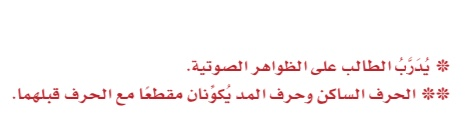 ❊ يُدَرَّبُ الطالب على الظواهر الصوتية.
❊❊ الحرف الساكن وحرف المد يُكوِّنان مقطعًا مع الحرف قبلهما.